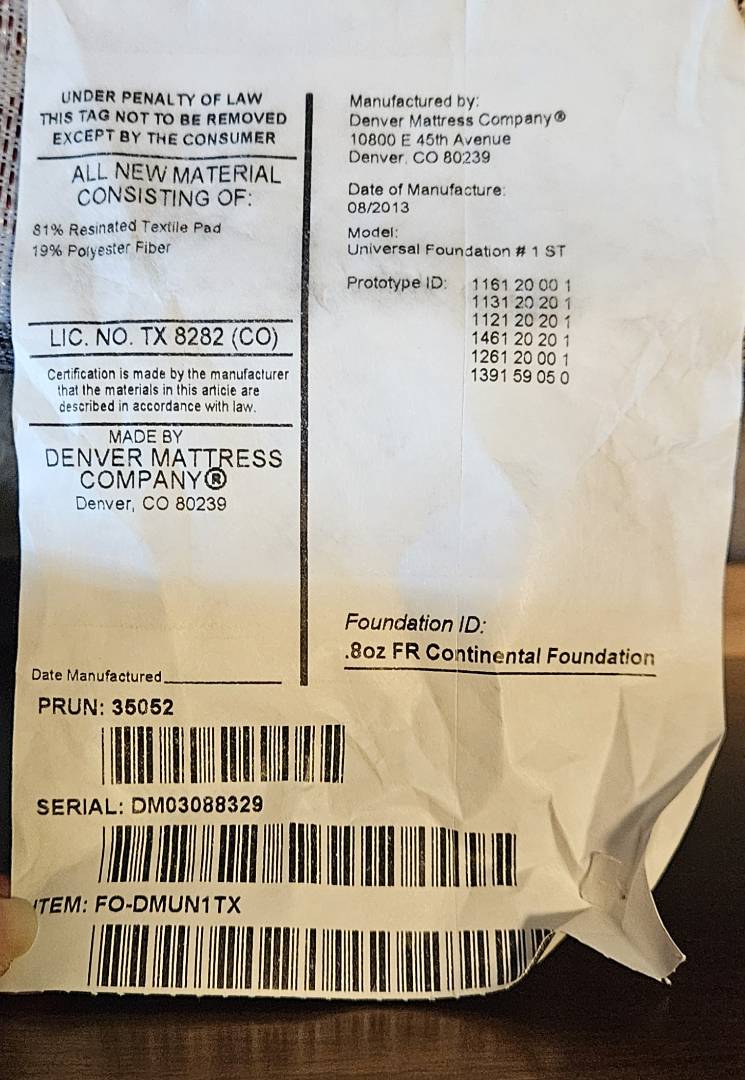 UNDER PENALTY OF LAW
THIS TAG NOT TO BE REMOVED
EXCEPT BY THE CONSUMER
ALL NEW MATERIAL
CONSISTING OF:
81% Resinated Textile Pad
19% Polyester Fiber
LIC. NO. TX 8282 (CO)
Certification is made by the manufacturer
that the materials in this article are
described in accordance with law.
MADE BY
DENVER MATTRESS
COMPANY®
Denver, CO 80239
Date Manufactured
Manufactured by:
Denver Mattress Company®
10800 E 45th Avenue
Denver, CO 80239
Date of Manufacture:
08/2013
Model:
Universal Foundation # 1 ST
Prototype ID: 1161 20 00 1
1131 20 20 1
1121 20 20 1
1461 20 20 1
1261 20 00 1
1391 59 05 0
Foundation ID:
.8oz FR Continental Foundation
PRUN: 35052
SERIAL: DM03088329
ITEM: FO-DMUN1TX